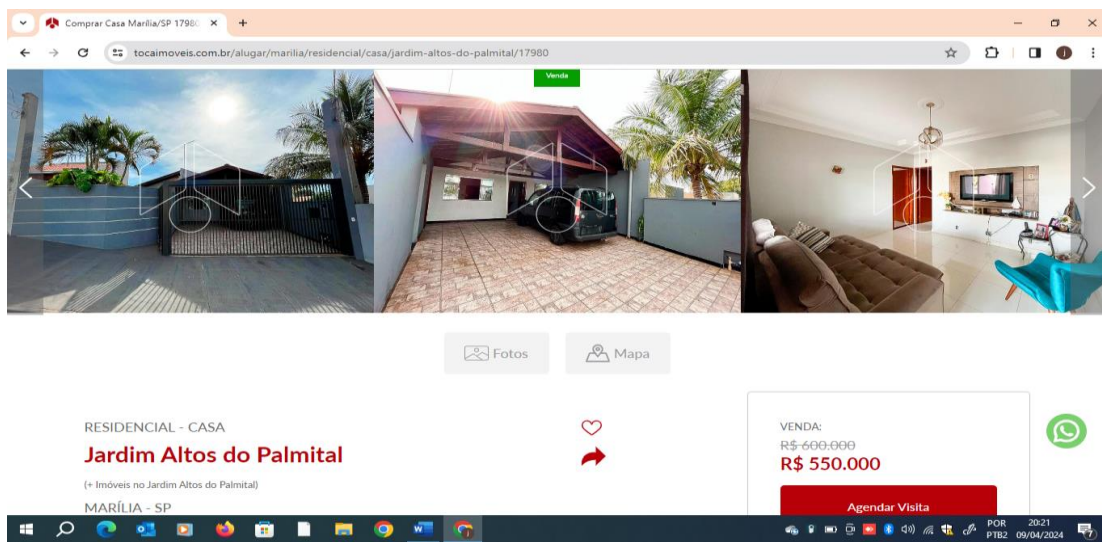 Comprar Casa Marília/SP 1798
tocaimoveis.com.br/alugar/marilia/residencial/casa/jardim-altos-do-palmital/17980
Venda
Fotos
Mapa
RESIDENCIAL - CASA
Jardim Altos do Palmital
(+ Imóveis no Jardim Altos do Palmital)
MARÍLIA - SP
VENDA:
R$ 600.000
R$ 550.000
Agendar Visita
POR
PTB2
20:21
09/04/2024